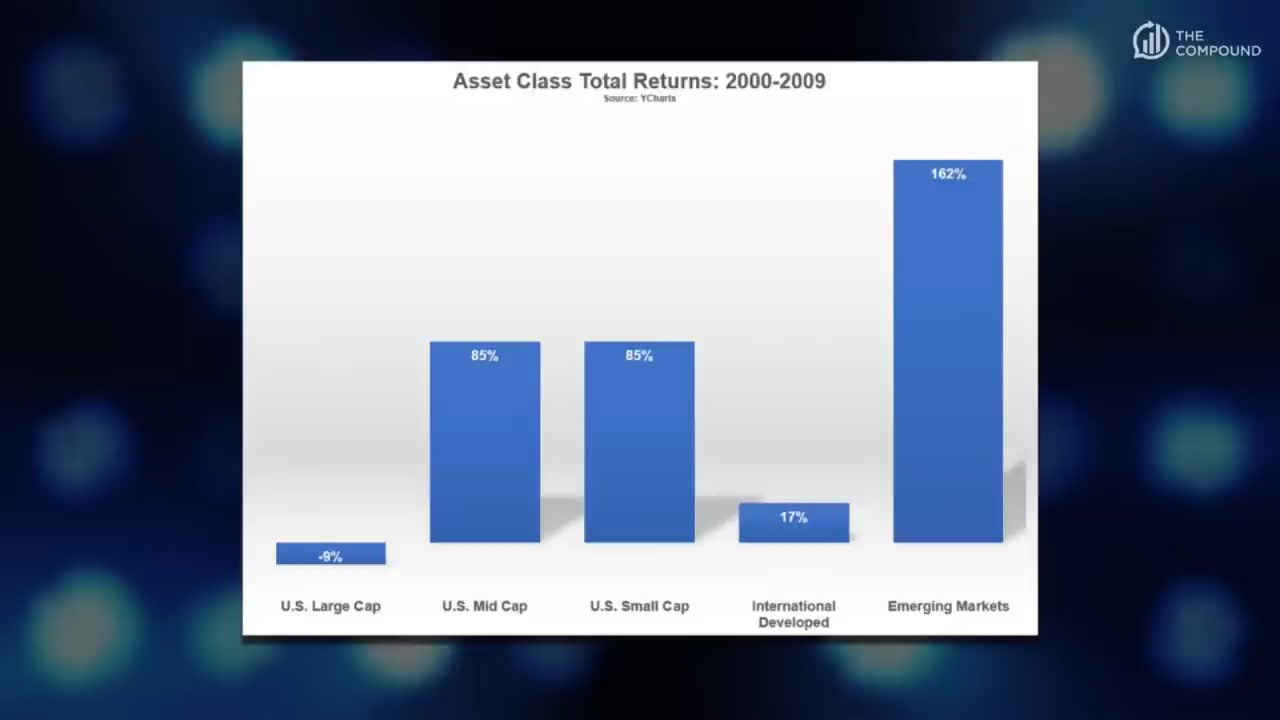 THE
COMPOUND
Asset Class Total Returns: 2000-2009
Source: YCharts
162%
85%
85%
17%
-9%
U.S. Large Cap
U.S. Mid Cap
U.S. Small Cap
International
Developed
Emerging Markets